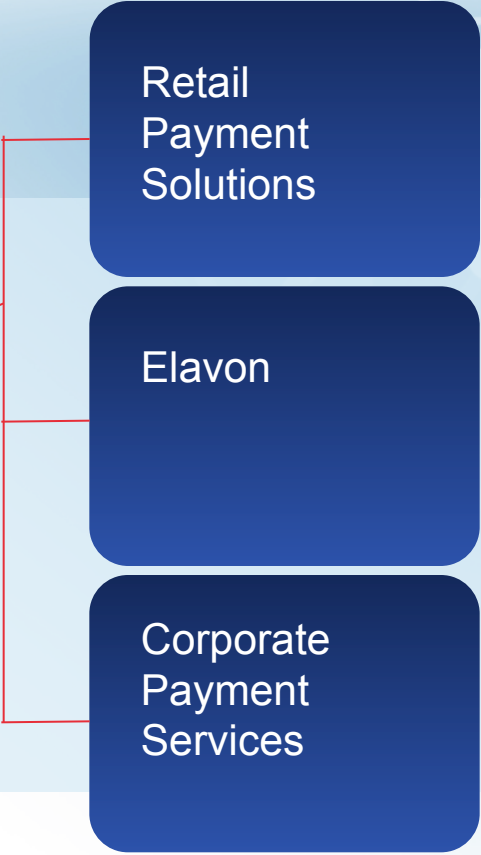 Retail
Payment
Solutions
Elavon
Corporate
Payment
Services